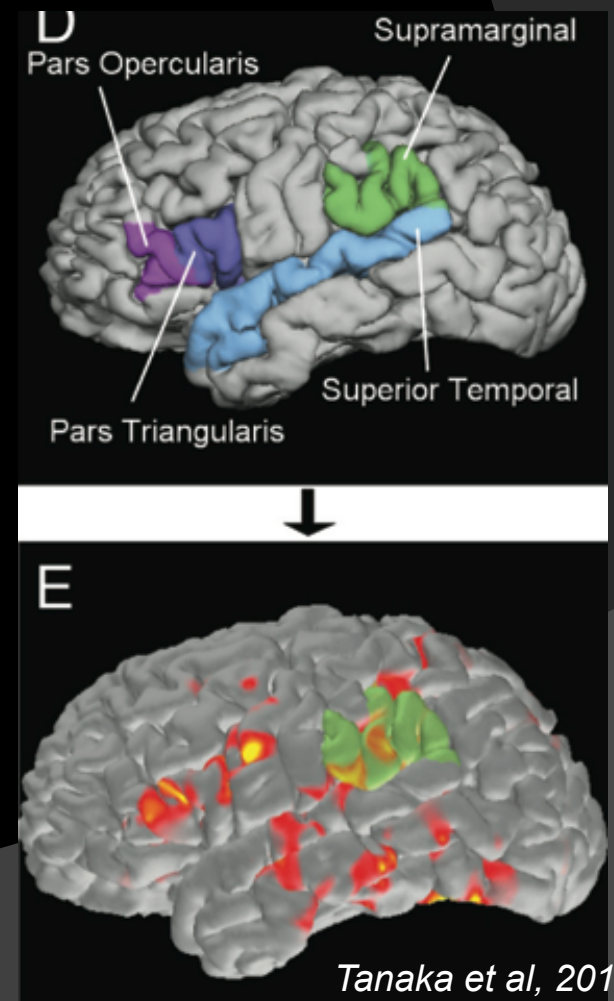 D
Supramarginal
Pars Opercularis
Superior Temporal
Pars Triangularis
E
Tanaka et al, 201